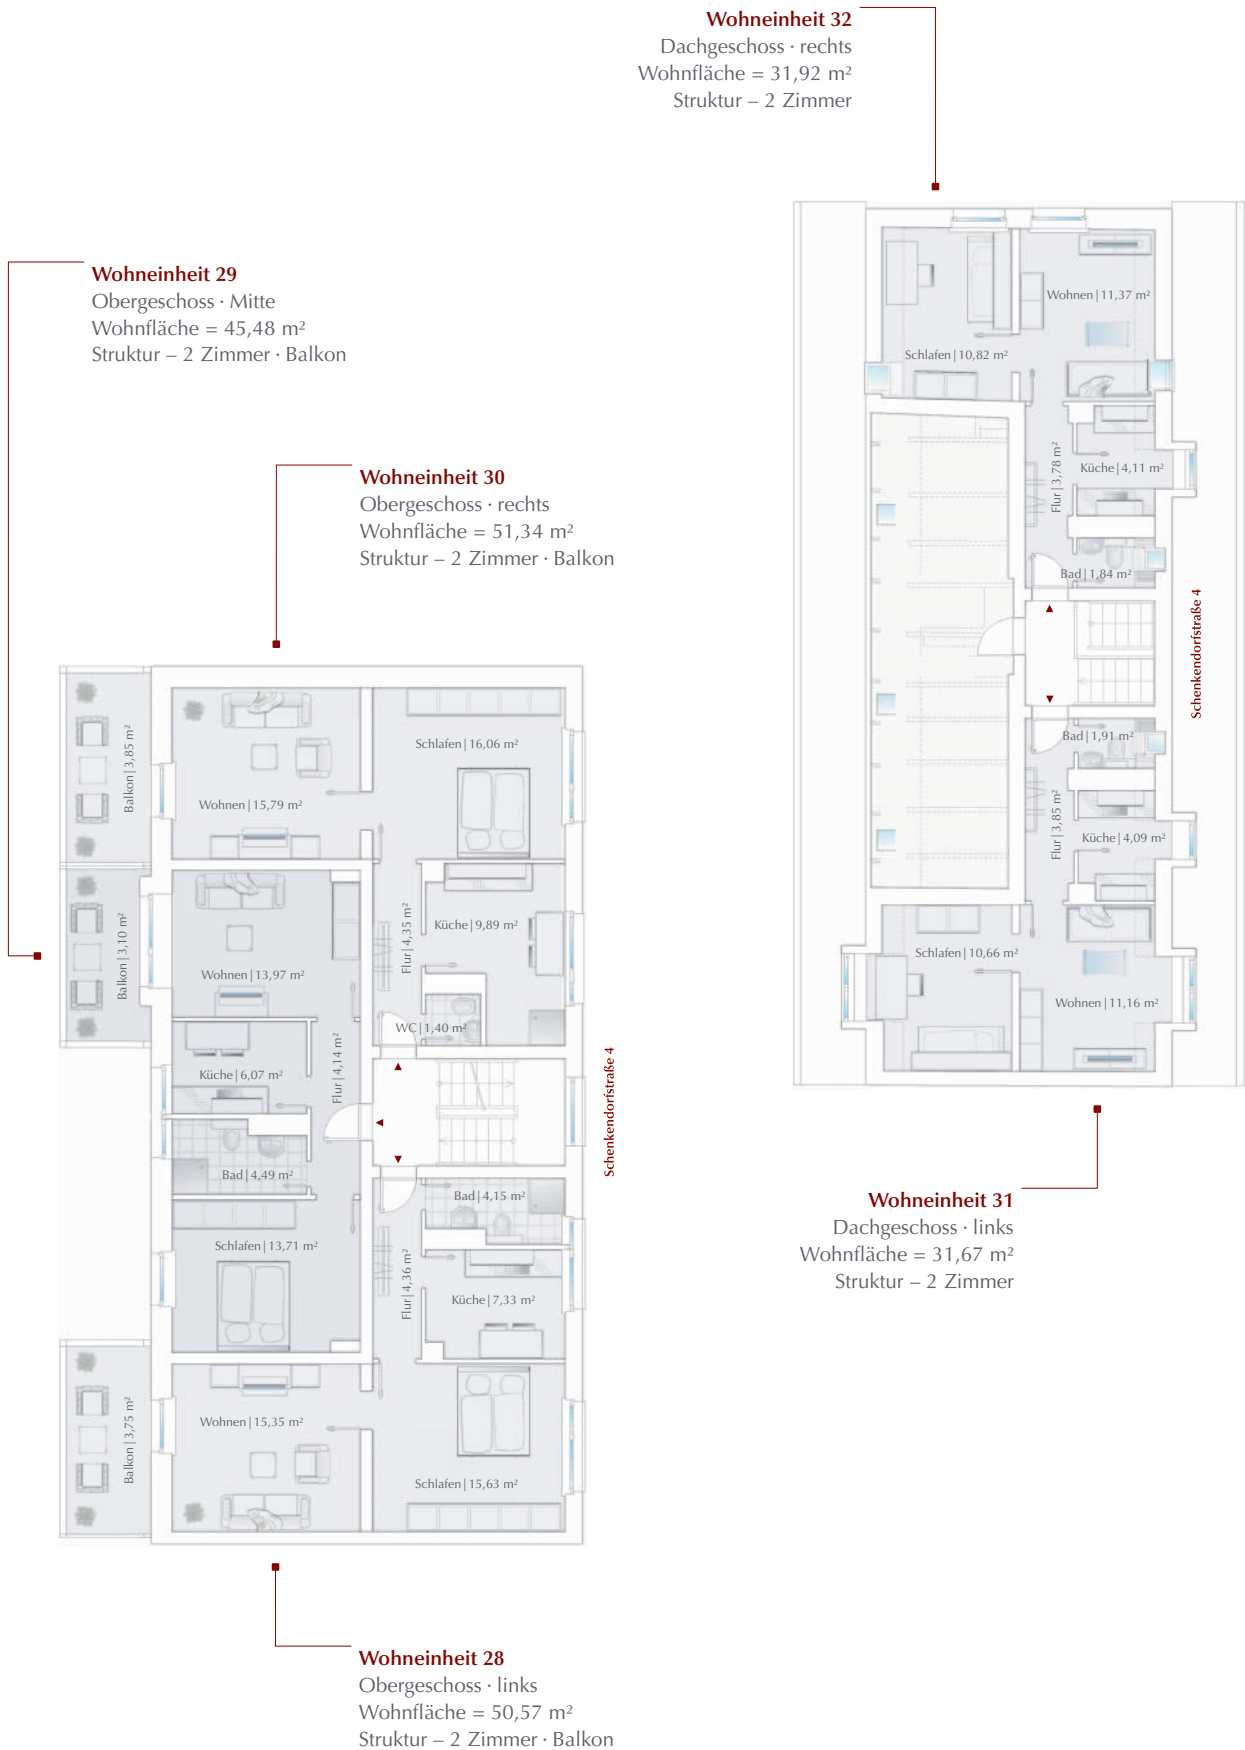 Wohneinheit 32
Dachgeschoss · rechts
Wohnfläche = 31,92 m²
Struktur – 2 Zimmer
Wohneinheit 29
Obergeschoss · Mitte
Wohnfläche = 45,48 m²
Struktur – 2 Zimmer · Balkon
Wohneinheit 30
Obergeschoss · rechts
Wohnfläche = 51,34 m²
Struktur – 2 Zimmer · Balkon
Balkon|3,85 m²
Wohnen|15,79 m²
Schlafen|16,06 m²
Balkon|3,10 m²
Wohnen|13,97 m²
Flur|4,35 m²
Küche|9,89 m²
WC|1,40 m²
Küche|6,07 m²
Flur|4,14 m²
Bad|4,49 m²
Schlafen|13,71 m²
Bad|4,15 m²
Flur|4,36 m²
Küche|7,33 m²
Balkon|3,75 m²
Wohnen|15,35 m²
Schlafen|15,63 m²
Schenkendorfstraße 4
Wohneinheit 28
Obergeschoss · links
Wohnfläche = 50,57 m²
Struktur – 2 Zimmer · Balkon
Wohnen|11,37 m²
Schlafen|10,82 m²
Flur|3,78 m²
Küche|4,11 m²
Bad|1,84 m²
Schenkendorfstraße 4
Bad|1,91 m²
Flur|3,85 m²
Küche|4,09 m²
Schlafen|10,66 m²
Wohnen|11,16 m²
Wohneinheit 31
Dachgeschoss · links
Wohnfläche = 31,67 m²
Struktur – 2 Zimmer